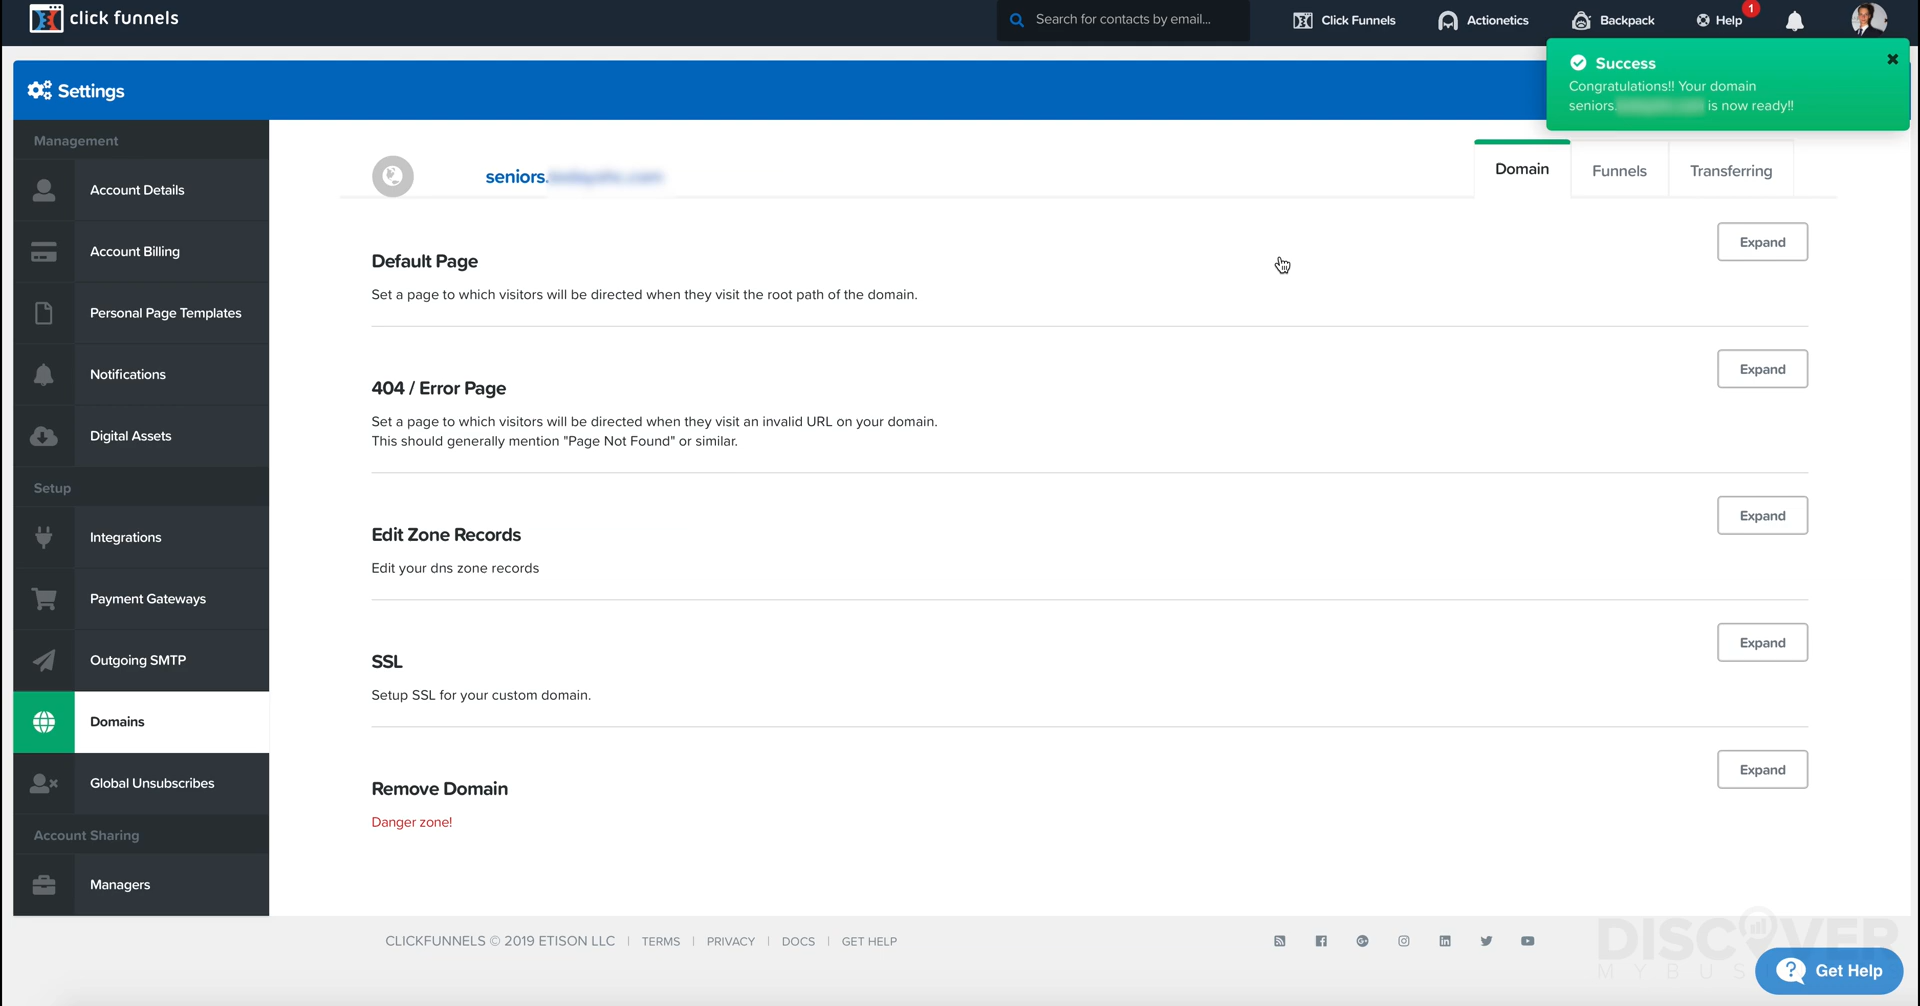 click funnels
Search for contacts by email...
Click Funnels
Actionetics
Backpack
Help
1
Success
Congratulations!! Your domain
seniors. is now ready!!
Settings
Management
Account Details
Account Billing
Personal Page Templates
Notifications
Digital Assets
Setup
Integrations
Payment Gateways
Outgoing SMTP
Domains
Global Unsubscribes
Account Sharing
Managers
seniors.
Domain
Funnels
Transferring
Default Page
Expand
Set a page to which visitors will be directed when they visit the root path of the domain.
404 / Error Page
Expand
Set a page to which visitors will be directed when they visit an invalid URL on your domain.
This should generally mention "Page Not Found" or similar.
Edit Zone Records
Expand
Edit your dns zone records
SSL
Expand
Setup SSL for your custom domain.
Remove Domain
Expand
Danger zone!
CLICKFUNNELS © 2019 ETISON LLC | TERMS | PRIVACY | DOCS | GET HELP
DISCOVER
Get Help